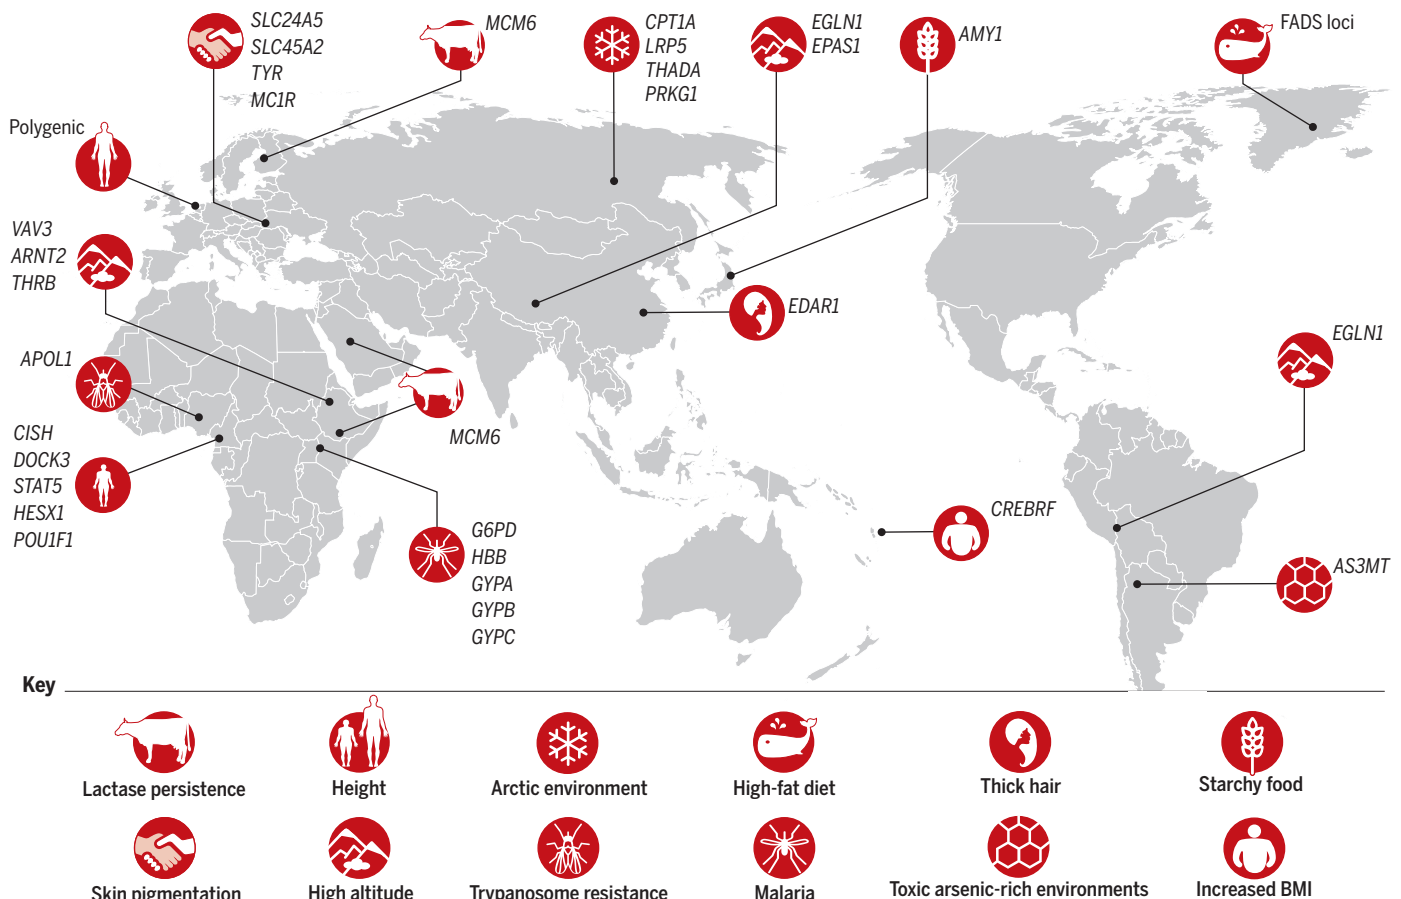 SLC24A5
SLC45A2
TYR
MC1R
MCM6
CPT1A
LRP5
THADA
PRKG1
EGLN1
EPAS1
AMY1
FADS loci
Polygenic
VAV3
ARNT2
THRB
EDAR1
EGLN1
APOL1
MCM6
CISH
DOCK3
STAT5
HESX1
POU1F1
G6PD
HBB
GYPA
GYPB
GYPC
CREBRF
AS3MT
Key
Lactase persistence
Height
Arctic environment
High-fat diet
Thick hair
Starchy food
Skin pigmentation
High altitude
Trypanosome resistance
Malaria
Toxic arsenic-rich environments
Increased BMI